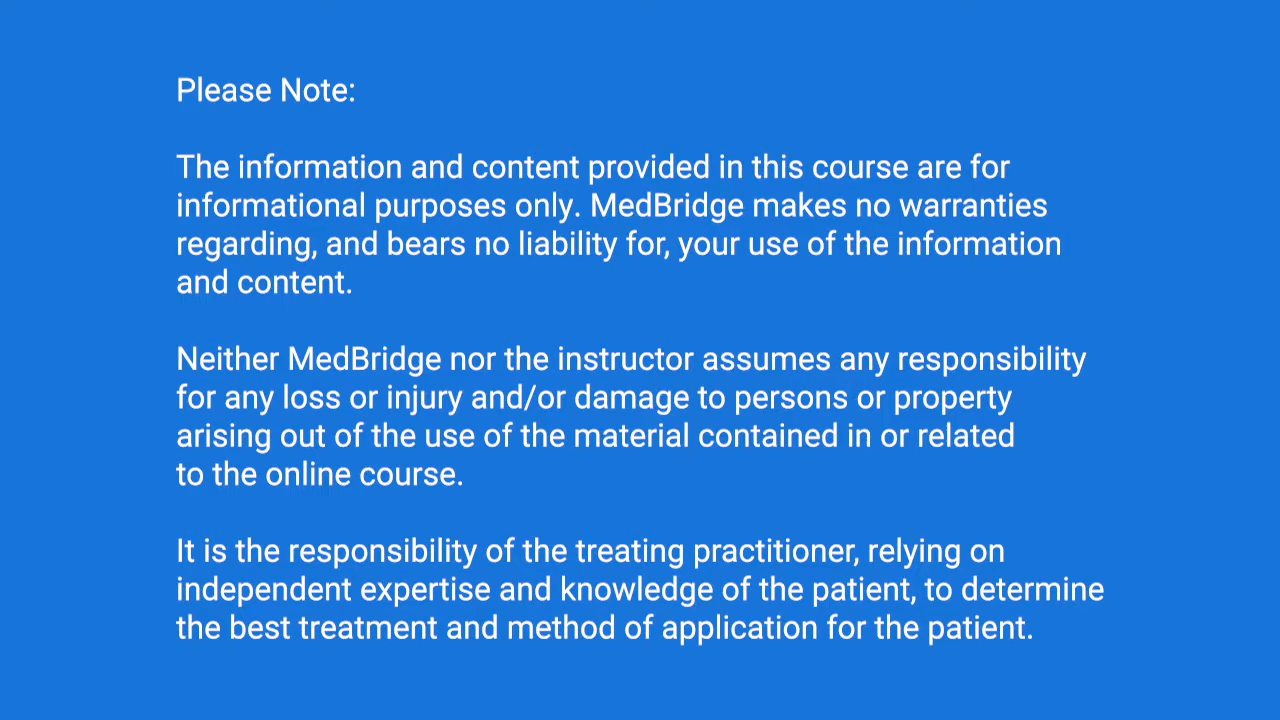 Please Note:
The information and content provided in this course are for
informational purposes only. MedBridge makes no warranties
regarding, and bears no liability for, your use of the information
and content.
Neither MedBridge nor the instructor assumes any responsibility
for any loss or injury and/or damage to persons or property
arising out of the use of the material contained in or related
to the online course.
It is the responsibility of the treating practitioner, relying on
independent expertise and knowledge of the patient, to determine
the best treatment and method of application for the patient.